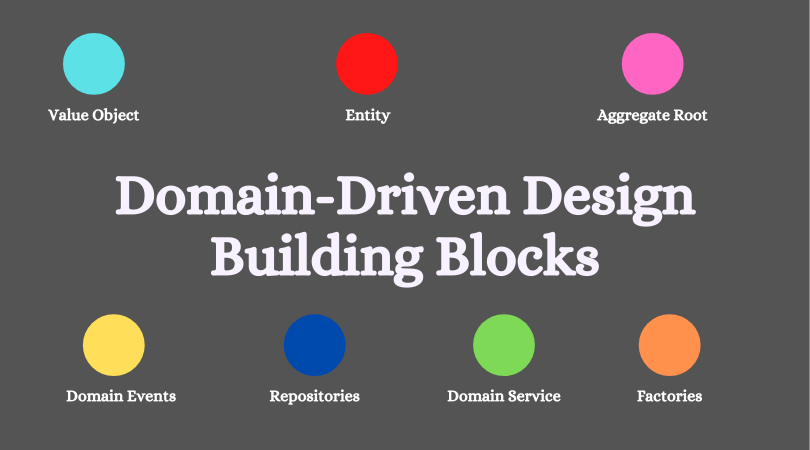 Value Object
Entity
Aggregate Root
Domain-Driven Design
Building Blocks
Domain Events
Repositories
Domain Service
Factories